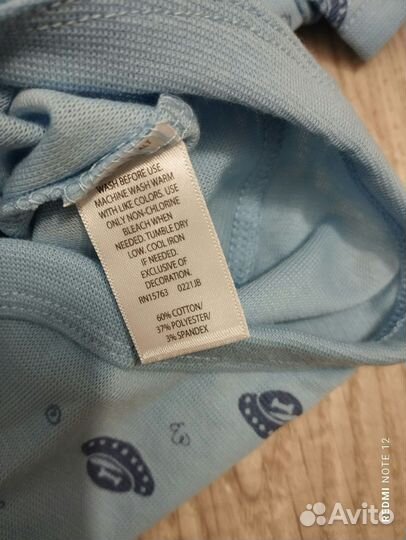 WASH BEFORE USE
MACHINE WASH WARM
WITH LIKE COLORS. USE
ONLY NON-CHLORINE
BLEACH WHEN
NEEDED. TUMBLE DRY
LOW. COOL IRON
IF NEEDED.
EXCLUSIVE OF
DECORATION.
RN15763 0221JB
60% COTTON/
37% POLYESTER/
3% SPANDEX
REDMI NOTE 12
Avito